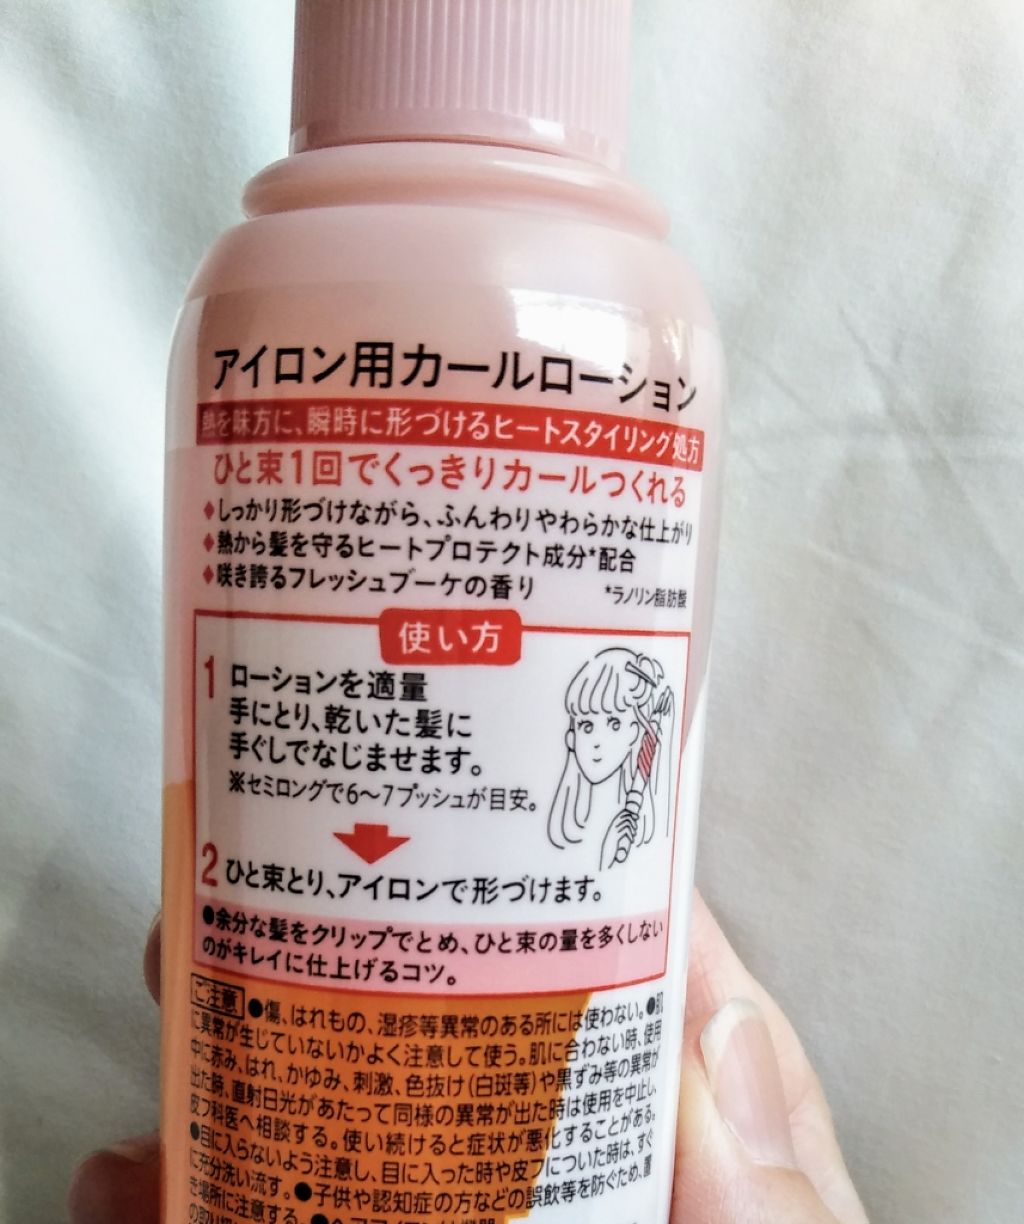 アイロン用カールローション
熱を味方に、瞬時に形づけるヒートスタイリング処方
ひと束1回でくっきりカールつくれる
◆しっかり形づけながら、ふんわりやわらかな仕上がり
◆熱から髪を守るヒートプロテクト成分*配合
◆咲き誇るフレッシュブーケの香り
*ラノリン脂肪酸
使い方
1 ローションを適量
手にとり、乾いた髪に
手ぐしでなじませます。
※セミロングで6〜7プッシュが目安。
2 ひと束とり、アイロンで形づけます。
●余分な髪をクリップでとめ、ひと束の量を多くしない
のがキレイに仕上げるコツ。
ご注意 ●傷、はれもの、湿疹等異常のある所には使わない。●肌
に異常が生じていないかよく注意して使う。肌に合わない時、使用
中に赤み、はれ、かゆみ、刺激、色抜け(白斑等)や黒ずみ等の異常が
出た時、直射日光があたって同様の異常が出た時は使用を中止し、
皮フ科医へ相談する。使い続けると症状が悪化することがある。
●目に入らないよう注意し、目に入った時や皮フについた時は、すぐ
に充分洗い流す。●子供や認知症の方などの誤飲等を防ぐため、置
き場所に注意する。